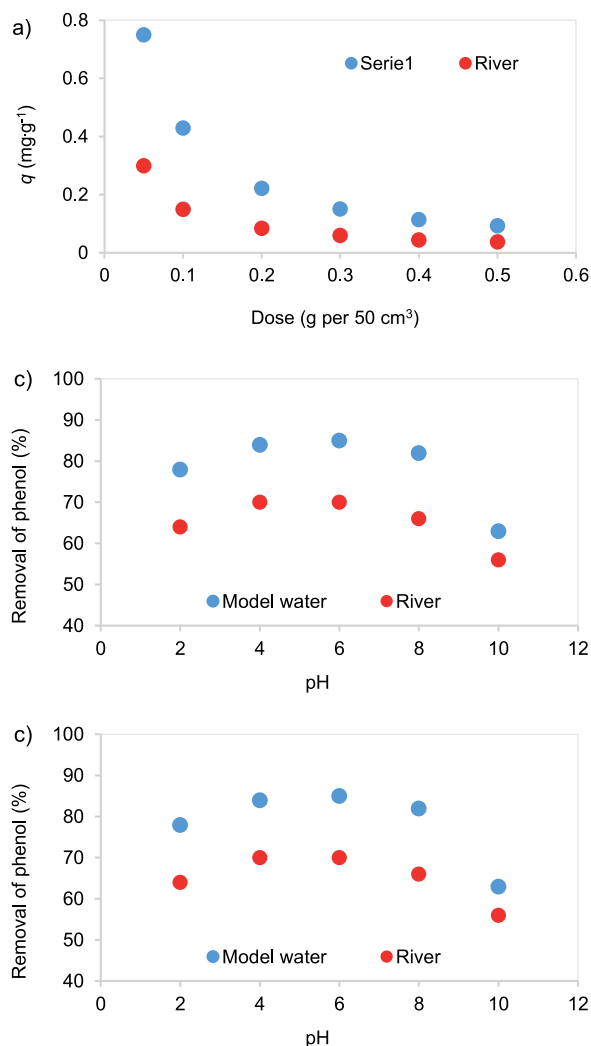 a)
0.8
0.6
0.4
0.2
0
q (mg·g⁻¹)
Serie1 River
0 0.1 0.2 0.3 0.4 0.5 0.6
Dose (g per 50 cm³)
c)
100
90
80
70
60
50
40
Removal of phenol (%)
Model water River
0 2 4 6 8 10 12
pH
c)
100
90
80
70
60
50
40
Removal of phenol (%)
Model water River
0 2 4 6 8 10 12
pH